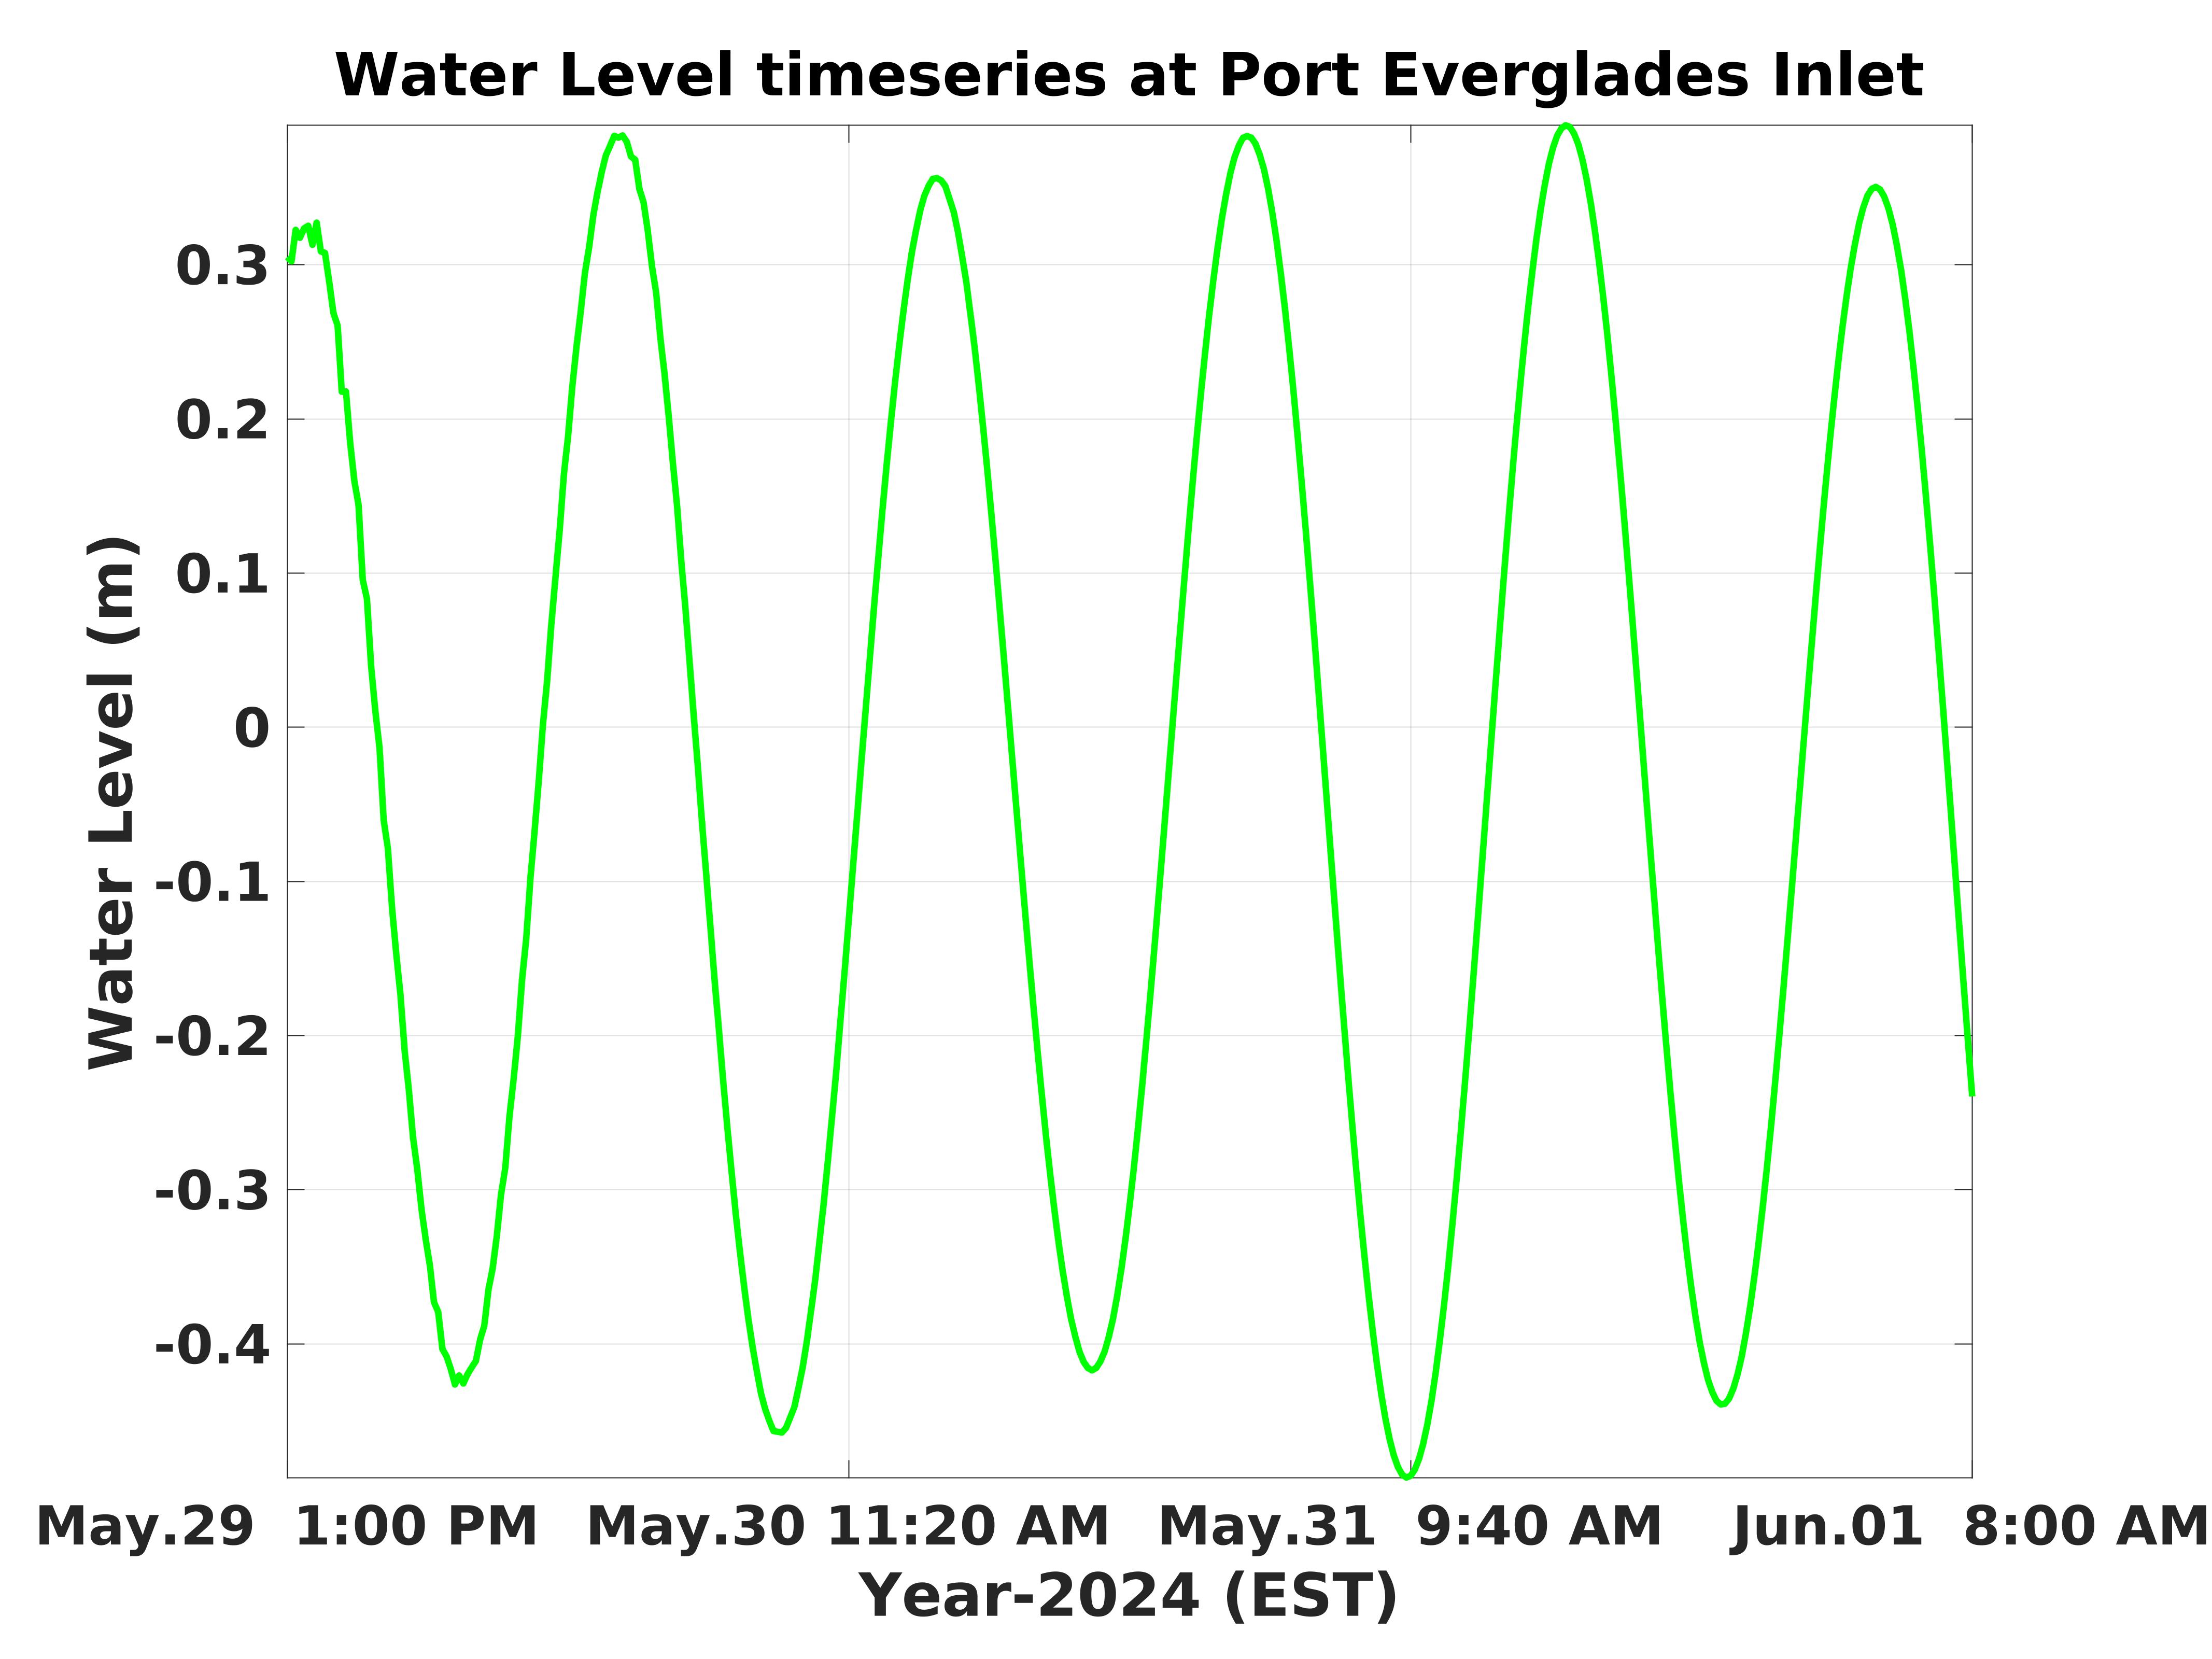 Water Level timeseries at Port Everglades Inlet
Water Level (m)
0.3
0.2
0.1
0
-0.1
-0.2
-0.3
-0.4
May.29 1:00 PM May.30 11:20 AM May.31 9:40 AM Jun.01 8:00 AM
Year-2024 (EST)